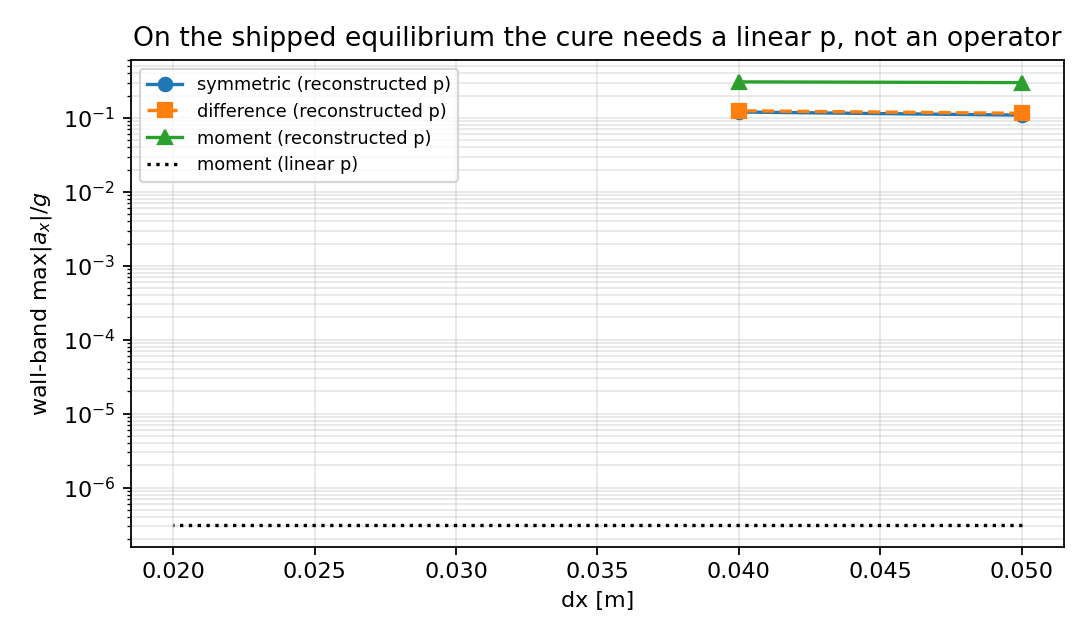 On the shipped equilibrium the cure needs a linear p, not an operator
symmetric (reconstructed p)
difference (reconstructed p)
moment (reconstructed p)
moment (linear p)
wall-band max|a_x|/g
10^-1
10^-2
10^-3
10^-4
10^-5
10^-6
0.020 0.025 0.030 0.035 0.040 0.045 0.050
dx [m]